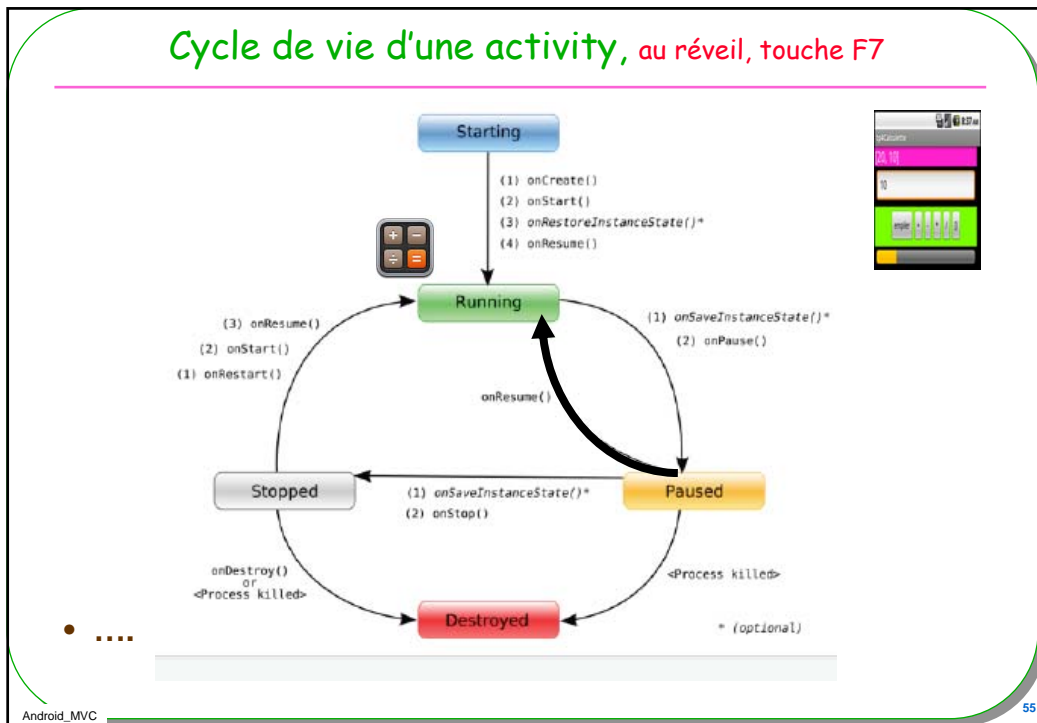 Cycle de vie d'une activity, au réveil, touche F7
Starting
(1) onCreate()
(2) onStart()
(3) onRestoreInstanceState()*
(4) onResume()
[20, 10]
10
Running
(3) onResume()
(2) onStart()
(1) onRestart()
(1) onSaveInstanceState()*
(2) onPause()
onResume()
Stopped
(1) onSaveInstanceState()*
(2) onStop()
Paused
onDestroy()
or
<Process killed>
<Process killed>
Destroyed
* (optional)
• ....
Android_MVC
55